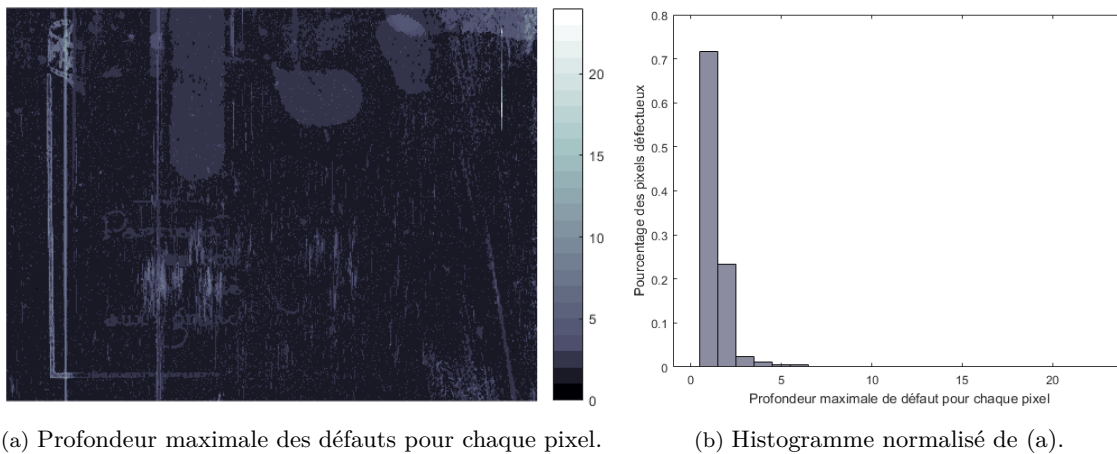 20
15
10
5
0
Pourcentage des pixels défectueux
0.8
0.7
0.6
0.5
0.4
0.3
0.2
0.1
0
0 5 10 15 20
Profondeur maximale de défaut pour chaque pixel
(a) Profondeur maximale des défauts pour chaque pixel.
(b) Histogramme normalisé de (a).